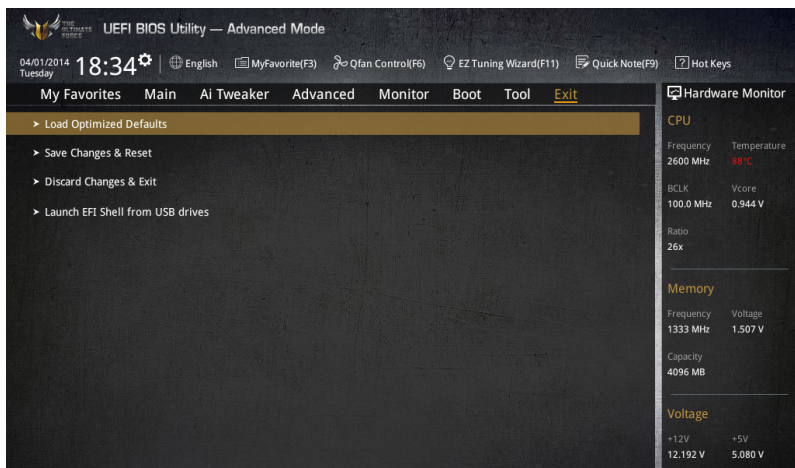 THE
ULTIMATE
FORCE
UEFI BIOS Utility — Advanced Mode
04/01/2014
Tuesday
18:34
English
MyFavorite(F3)
Qfan Control(F6)
EZ Tuning Wizard(F11)
Quick Note(F9)
? Hot Keys
My Favorites Main Ai Tweaker Advanced Monitor Boot Tool Exit
> Load Optimized Defaults
> Save Changes & Reset
> Discard Changes & Exit
> Launch EFI Shell from USB drives
Hardware Monitor
CPU
Frequency Temperature
2600 MHz 88°C
BCLK Vcore
100.0 MHz 0.944 V
Ratio
26x
Memory
Frequency Voltage
1333 MHz 1.507 V
Capacity
4096 MB
Voltage
+12V +5V
12.192 V 5.080 V